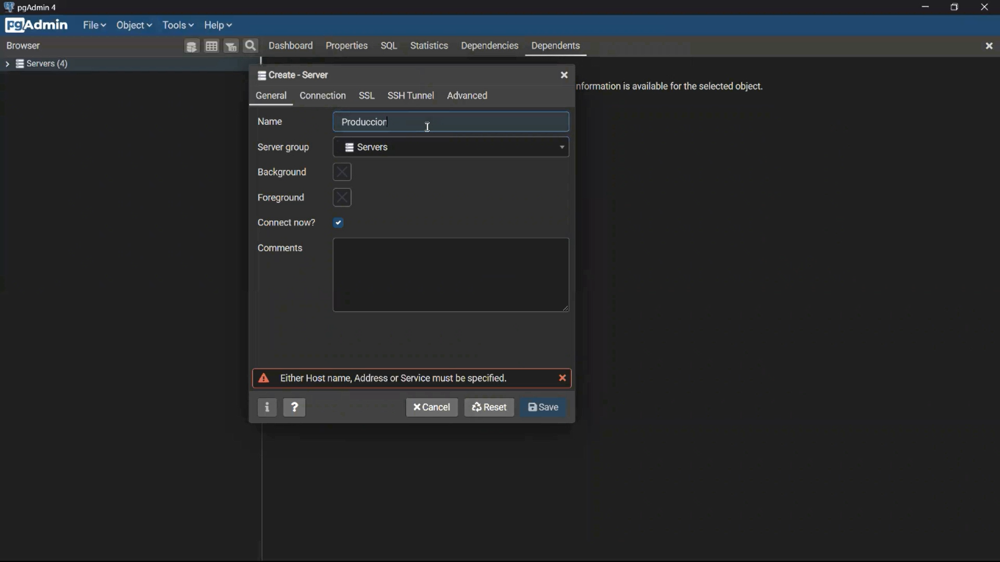 pgAdmin 4
pgAdmin File Object Tools Help
Browser Dashboard Properties SQL Statistics Dependencies Dependents
Servers (4)
Create - Server
nformation is available for the selected object.
General Connection SSL SSH Tunnel Advanced
Name Produccion
Server group Servers
Background
Foreground
Connect now?
Comments
Either Host name, Address or Service must be specified.
i ? Cancel Reset Save